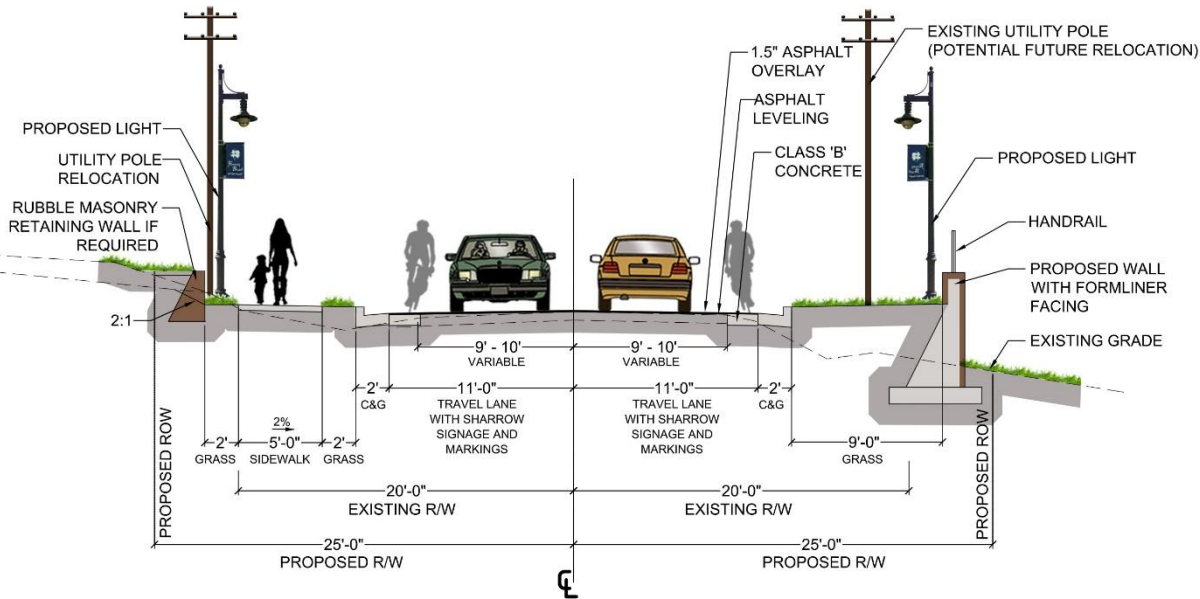 EXISTING UTILITY POLE
(POTENTIAL FUTURE RELOCATION)
1.5" ASPHALT
OVERLAY
ASPHALT
LEVELING
CLASS 'B'
CONCRETE
PROPOSED LIGHT
UTILITY POLE
RELOCATION
RUBBLE MASONRY
RETAINING WALL IF
REQUIRED
2:1
PROPOSED LIGHT
HANDRAIL
PROPOSED WALL
WITH FORMLINER
FACING
EXISTING GRADE
9' - 10'
VARIABLE
9' - 10'
VARIABLE
2'
C&G
11'-0"
TRAVEL LANE
WITH SHARROW
SIGNAGE AND
MARKINGS
11'-0"
TRAVEL LANE
WITH SHARROW
SIGNAGE AND
MARKINGS
2'
C&G
2'
GRASS
2%
5'-0"
SIDEWALK
2'
GRASS
9'-0"
GRASS
20'-0"
EXISTING R/W
20'-0"
EXISTING R/W
PROPOSED ROW
PROPOSED ROW
25'-0"
PROPOSED R/W
25'-0"
PROPOSED R/W
CL